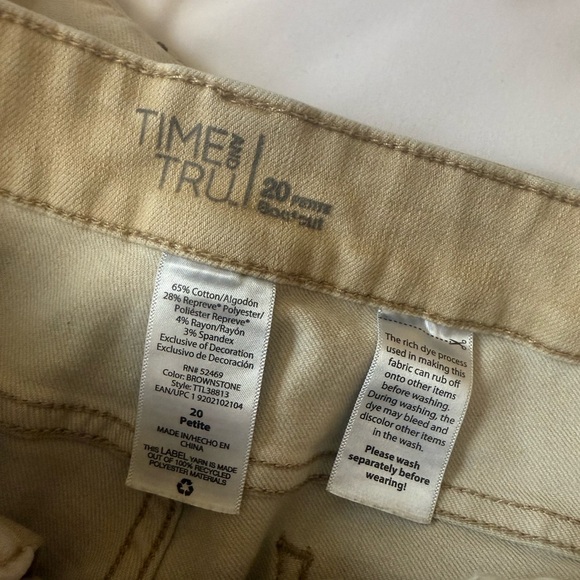 TIME AND TRU.
20 PETITE
Bootcut
65% Cotton/Algodón
28% Repreve® Polyester/
Poliéster Repreve®
4% Rayon/Rayón
3% Spandex
Exclusive of Decoration
Exclusivo de Decoración
RN# 52469
Color: BROWNSTONE
Style: TTL38813
EAN/UPC 1 9202102104
20
Petite
MADE IN/HECHO EN
CHINA
THIS LABEL YARN IS MADE
OUT OF 100% RECYCLED
POLYESTER MATERIALS
The rich dye process
used in making this
fabric can rub off
onto other items
before washing.
During washing, the
dye may bleed and
discolor other items
in the wash.
Please wash
separately before
wearing!